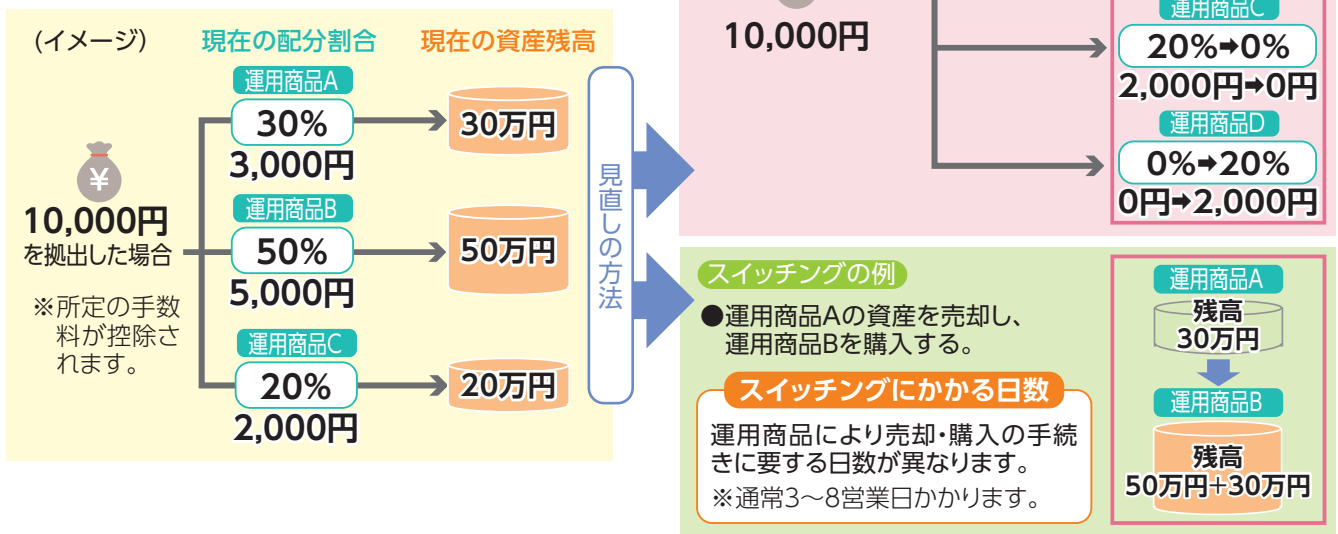 (イメージ)
現在の配分割合
現在の資産残高
運用商品A
30%
3,000円
30万円
¥
10,000円
を拠出した場合
※所定の手数
料が控除さ
れます。
運用商品B
50%
5,000円
50万円
運用商品C
20%
2,000円
20万円
見直しの方法
10,000円
運用商品C
20%➡0%
2,000円➡0円
運用商品D
0%➡20%
0円➡2,000円
スイッチングの例
●運用商品Aの資産を売却し、
運用商品Bを購入する。
スイッチングにかかる日数
運用商品により売却・購入の手続
きに要する日数が異なります。
※通常3〜8営業日かかります。
運用商品A
残高
30万円
運用商品B
残高
50万円+30万円